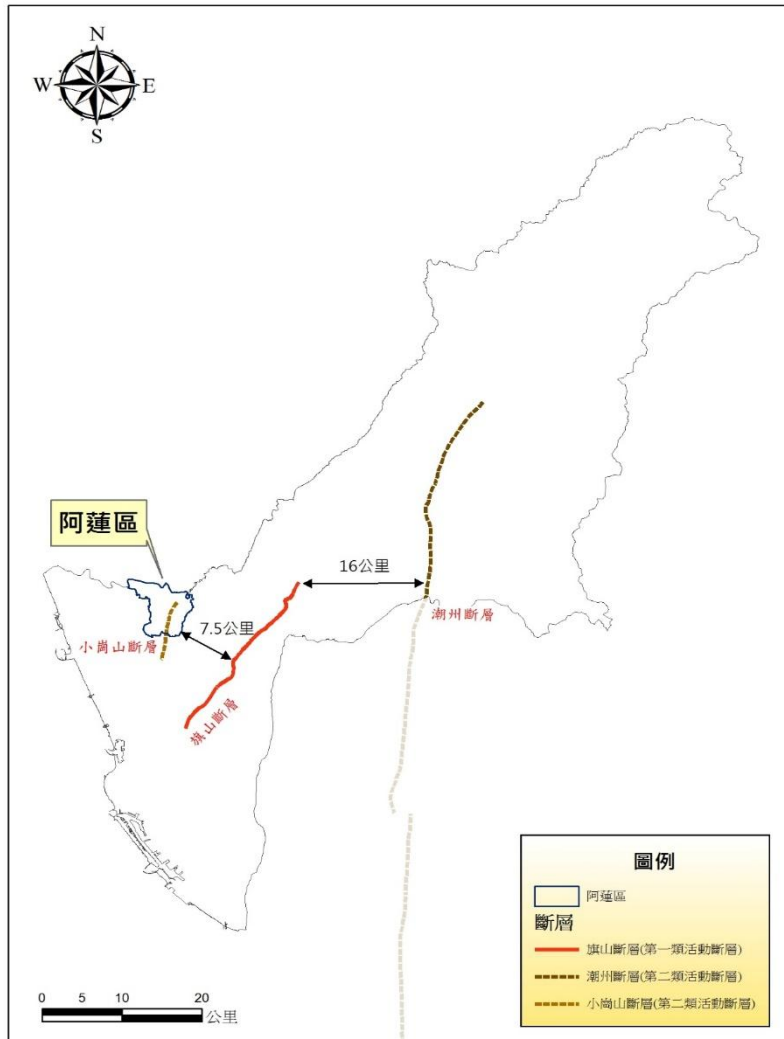 N
W
E
S
阿蓮區
16公里
潮州斷層
7.5公里
小崗山斷層
旗山斷層
圖例
阿蓮區
斷層
旗山斷層(第一類活動斷層)
潮州斷層(第二類活動斷層)
小崗山斷層(第二類活動斷層)
0 5 10 20
公里